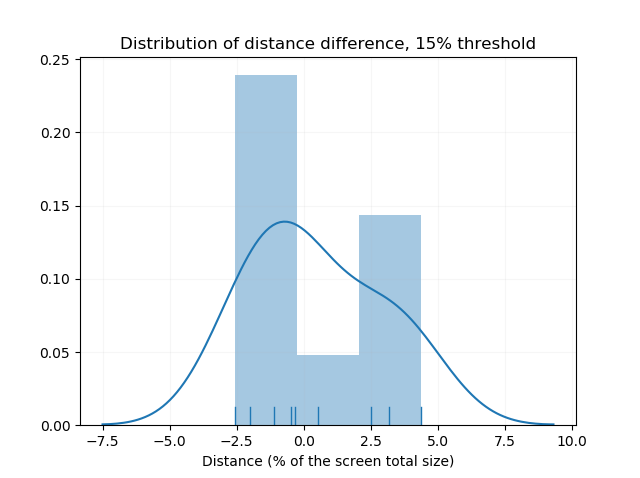 Distribution of distance difference, 15% threshold
0.25
0.20
0.15
0.10
0.05
0.00
−7.5 −5.0 −2.5 0.0 2.5 5.0 7.5 10.0
Distance (% of the screen total size)